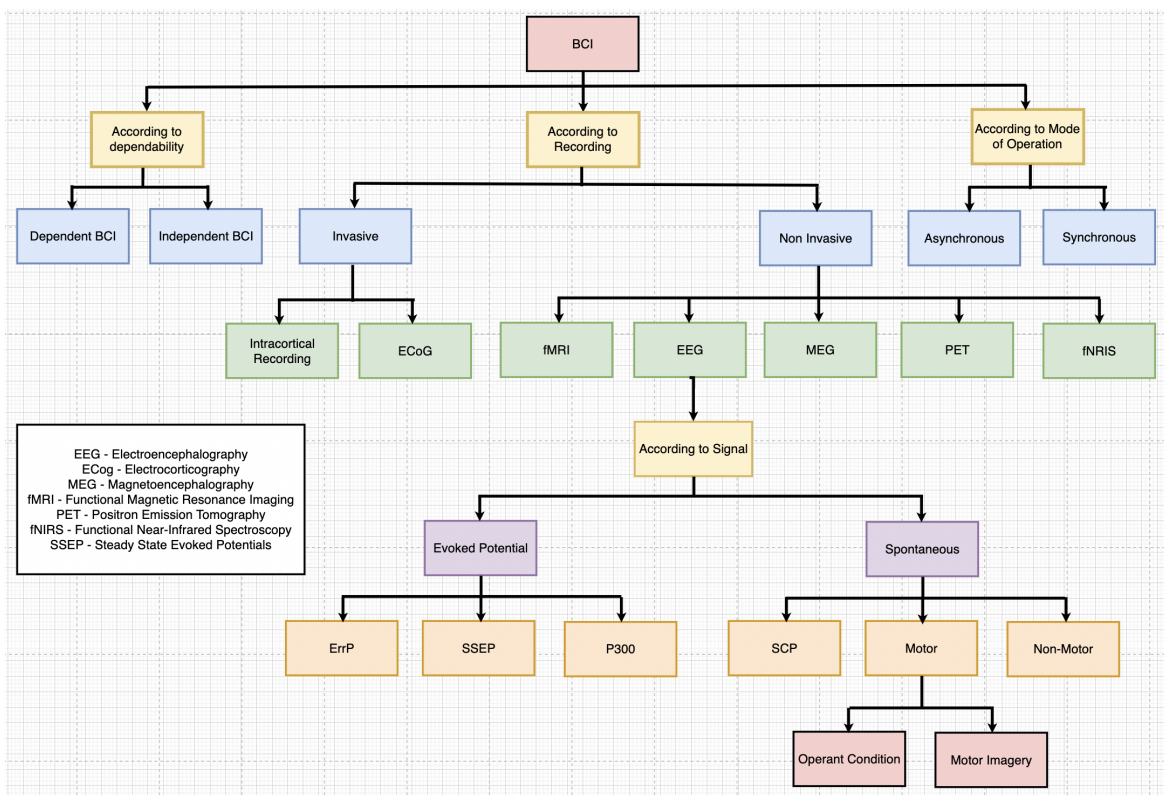 BCI
According to
dependability
According to
Recording
According to Mode
of Operation
Dependent BCI
Independent BCI
Invasive
Non Invasive
Asynchronous
Synchronous
Intracortical
Recording
ECoG
fMRI
EEG
MEG
PET
fNRIS
According to Signal
EEG - Electroencephalography
ECog - Electrocorticography
MEG - Magnetoencephalography
fMRI - Functional Magnetic Resonance Imaging
PET - Positron Emission Tomography
fNIRS - Functional Near-Infrared Spectroscopy
SSEP - Steady State Evoked Potentials
Evoked Potential
Spontaneous
ErrP
SSEP
P300
SCP
Motor
Non-Motor
Operant Condition
Motor Imagery